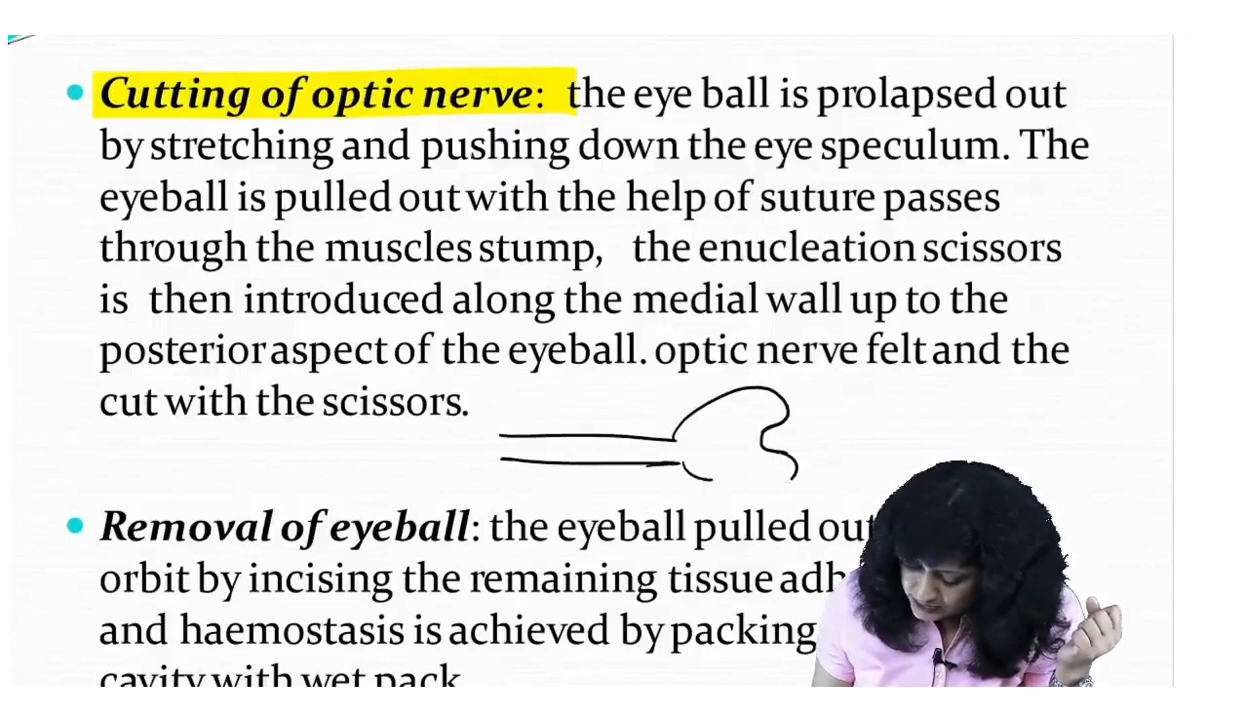 Cutting of optic nerve: the eye ball is prolapsed out
by stretching and pushing down the eye speculum. The
eyeball is pulled out with the help of suture passes
through the muscles stump, the enucleation scissors
is then introduced along the medial wall up to the
posterior aspect of the eyeball. optic nerve felt and the
cut with the scissors.
Removal of eyeball: the eyeball pulled out
orbit by incising the remaining tissue
and haemostasis is achieved by packing
cavity with wet pack